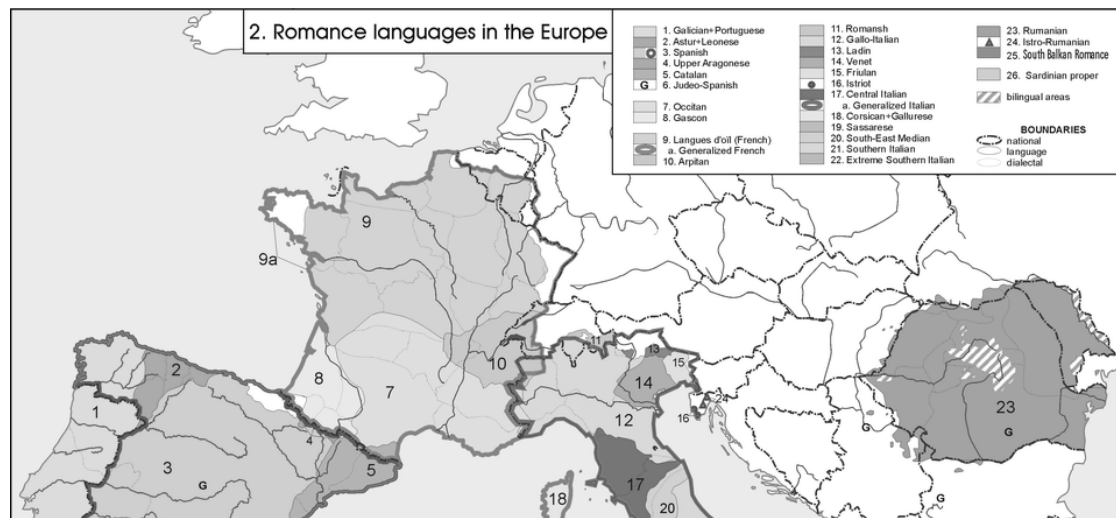 2. Romance languages in the Europe
1. Galician+Portuguese
2. Astur+Leonese
3. Spanish
4. Upper Aragonese
5. Catalan
G 6. Judeo-Spanish
7. Occitan
8. Gascon
9. Langues d'oïl (French)
a. Generalized French
10. Arpitan
11. Romansh
12. Gallo-Italian
13. Ladin
14. Venet
15. Friulan
16. Istriot
17. Central Italian
a. Generalized Italian
18. Corsican+Gallurese
19. Sassarese
20. South-East Median
21. Southern Italian
22. Extreme Southern Italian
23. Rumanian
24. Istro-Rumanian
25. South Balkan Romance
26. Sardinian proper
bilingual areas
BOUNDARIES
national
language
dialectal
9
9a
10
11
13
15
14
2
8
7
1
12
16
24
23
G
G
4
3
5
G
17
18
20
G